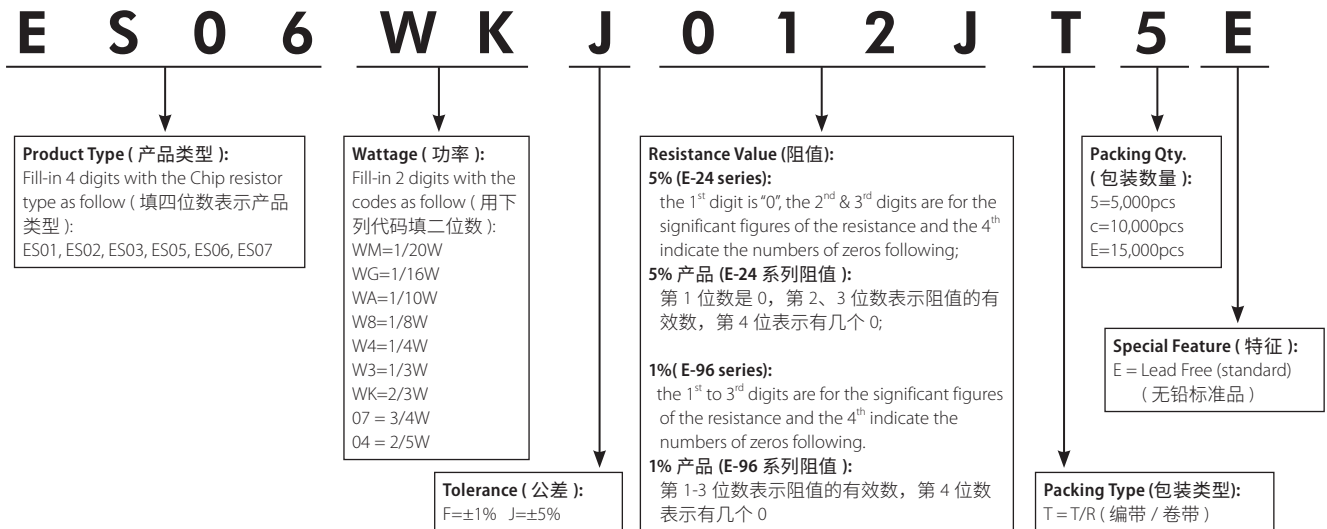 E S 0 6 W K J 0 1 2 J T 5 E
Product Type ( 产品类型 ):
Fill-in 4 digits with the Chip resistor
type as follow ( 填四位数表示产品
类型 ):
ES01, ES02, ES03, ES05, ES06, ES07
Wattage ( 功率 ):
Fill-in 2 digits with the
codes as follow ( 用下
列代码填二位数 ):
WM=1/20W
WG=1/16W
WA=1/10W
W8=1/8W
W4=1/4W
W3=1/3W
WK=2/3W
07 = 3/4W
04 = 2/5W
Tolerance ( 公差 ):
F=±1% J=±5%
Resistance Value (阻值):
5% (E-24 series):
the 1st digit is “0”, the 2nd & 3rd digits are for the
significant figures of the resistance and the 4th
indicate the numbers of zeros following;
5% 产品 (E-24 系列阻值 ):
第 1 位数是 0，第 2、3 位数表示阻值的有
效数，第 4 位表示有几个 0;
1%( E-96 series):
the 1st to 3rd digits are for the significant figures
of the resistance and the 4th indicate the
numbers of zeros following.
1% 产品 (E-96 系列阻值 ):
第 1-3 位数表示阻值的有效数，第 4 位数
表示有几个 0
Packing Type (包装类型):
T = T/R ( 编带 / 卷带 )
Packing Qty.
( 包装数量 ):
5=5,000pcs
c=10,000pcs
E=15,000pcs
Special Feature ( 特征 ):
E = Lead Free (standard)
( 无铅标准品 )